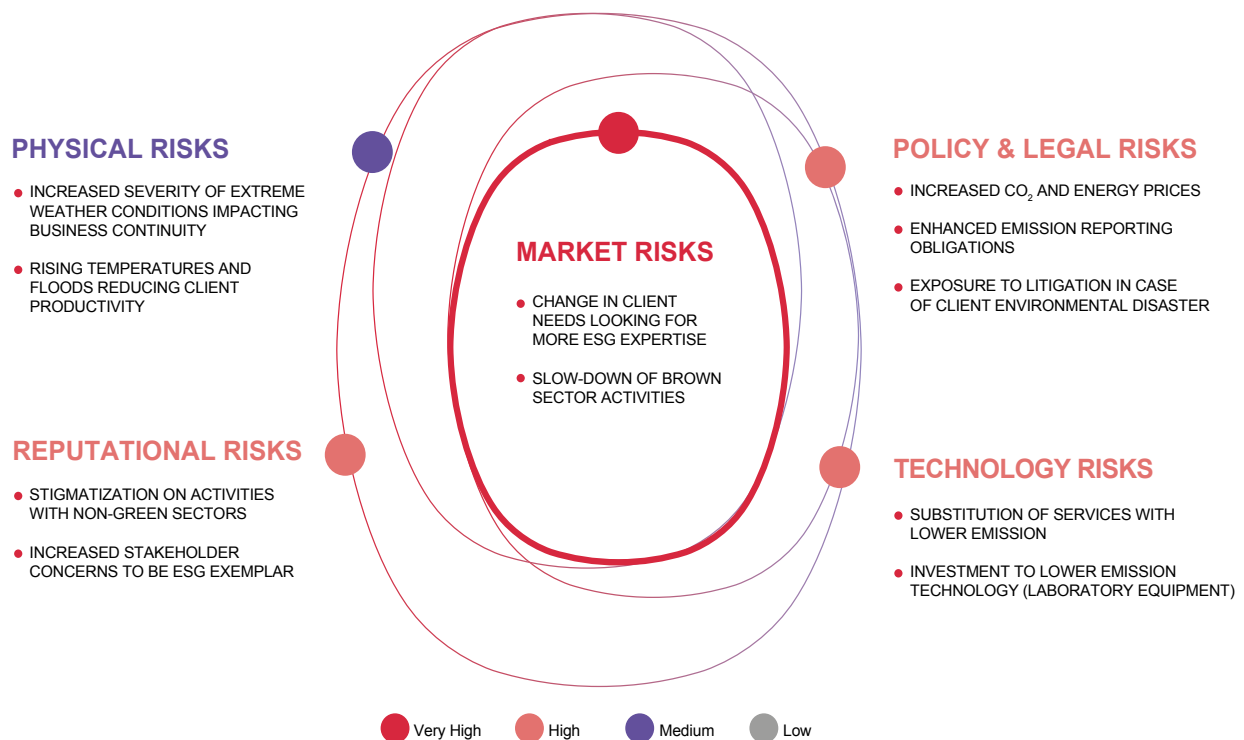 PHYSICAL RISKS
INCREASED SEVERITY OF EXTREME
WEATHER CONDITIONS IMPACTING
BUSINESS CONTINUITY
RISING TEMPERATURES AND
FLOODS REDUCING CLIENT
PRODUCTIVITY
REPUTATIONAL RISKS
STIGMATIZATION ON ACTIVITIES
WITH NON-GREEN SECTORS
INCREASED STAKEHOLDER
CONCERNS TO BE ESG EXEMPLAR
MARKET RISKS
CHANGE IN CLIENT
NEEDS LOOKING FOR
MORE ESG EXPERTISE
SLOW-DOWN OF BROWN
SECTOR ACTIVITIES
POLICY & LEGAL RISKS
INCREASED CO₂ AND ENERGY PRICES
ENHANCED EMISSION REPORTING
OBLIGATIONS
EXPOSURE TO LITIGATION IN CASE
OF CLIENT ENVIRONMENTAL DISASTER
TECHNOLOGY RISKS
SUBSTITUTION OF SERVICES WITH
LOWER EMISSION
INVESTMENT TO LOWER EMISSION
TECHNOLOGY (LABORATORY EQUIPMENT)
Very High
High
Medium
Low